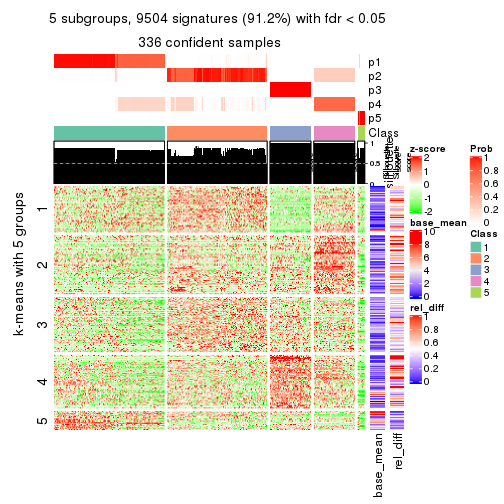 5 subgroups, 9504 signatures (91.2%) with fdr < 0.05
336 confident samples
p1
p2
p3
p4
p5
Class
1
0.5
0
silhouette
score
k-means with 5 groups
1
2
3
4
5
base_mean
rel_diff
z-score
2
1
0
-1
-2
base_mean
10
8
6
4
2
0
rel_diff
1
0.8
0.6
0.4
0.2
0
Prob
1
0.8
0.6
0.4
0.2
0
Class
1
2
3
4
5